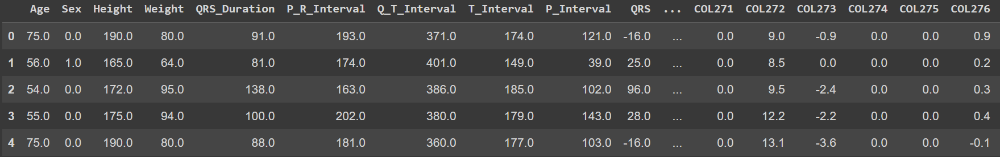 Age Sex Height Weight QRS_Duration P_R_Interval Q_T_Interval T_Interval P_Interval QRS ... COL271 COL272 COL273 COL274 COL275 COL276
0 75.0 0.0 190.0 80.0 91.0 193.0 371.0 174.0 121.0 -16.0 ... 0.0 9.0 -0.9 0.0 0.0 0.9
1 56.0 1.0 165.0 64.0 81.0 174.0 401.0 149.0 39.0 25.0 ... 0.0 8.5 0.0 0.0 0.0 0.2
2 54.0 0.0 172.0 95.0 138.0 163.0 386.0 185.0 102.0 96.0 ... 0.0 9.5 -2.4 0.0 0.0 0.3
3 55.0 0.0 175.0 94.0 100.0 202.0 380.0 179.0 143.0 28.0 ... 0.0 12.2 -2.2 0.0 0.0 0.4
4 75.0 0.0 190.0 80.0 88.0 181.0 360.0 177.0 103.0 -16.0 ... 0.0 13.1 -3.6 0.0 0.0 -0.1